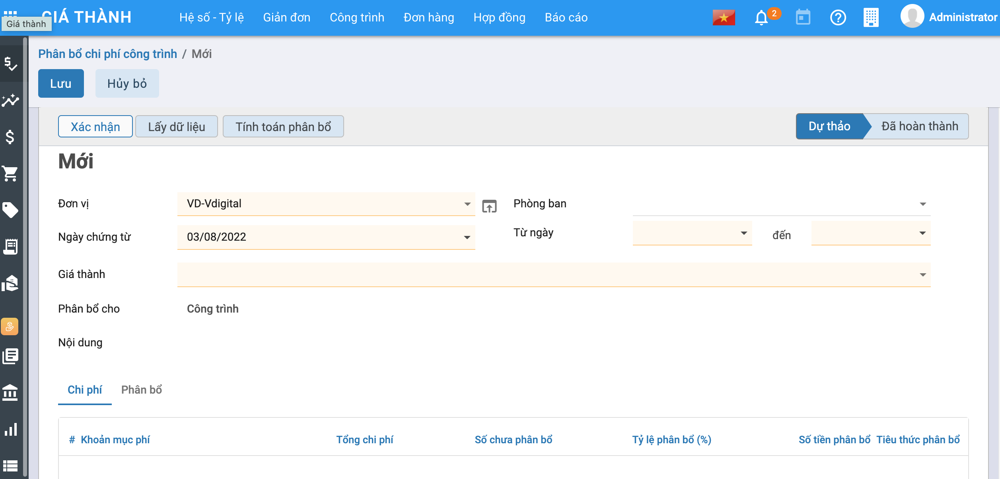 GIÁ THÀNH
Giá thành
Hệ số - Tỷ lệ Giản đơn Công trình Đơn hàng Hợp đồng Báo cáo
2
Administrator
Phân bổ chi phí công trình / Mới
Lưu Hủy bỏ
Xác nhận Lấy dữ liệu Tính toán phân bổ Dự thảo Đã hoàn thành
Mới
Đơn vị VD-Vdigital Phòng ban
Ngày chứng từ 03/08/2022 Từ ngày đến
Giá thành
Phân bổ cho Công trình
Nội dung
Chi phí Phân bổ
# Khoản mục phí Tổng chi phí Số chưa phân bổ Tỷ lệ phân bổ (%) Số tiền phân bổ Tiêu thức phân bổ